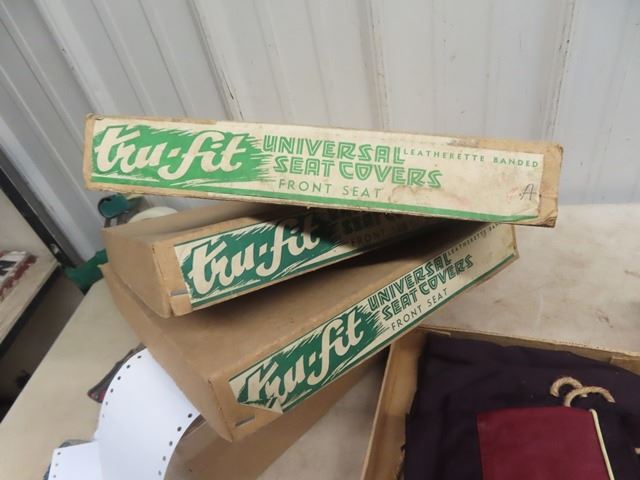 tru-fit UNIVERSAL LEATHERETTE BANDED
SEAT COVERS
FRONT SEAT
A
tru-fit
FRONT
tru-fit UNIVERSAL LEATHERETTE
SEAT COVERS
FRONT SEAT